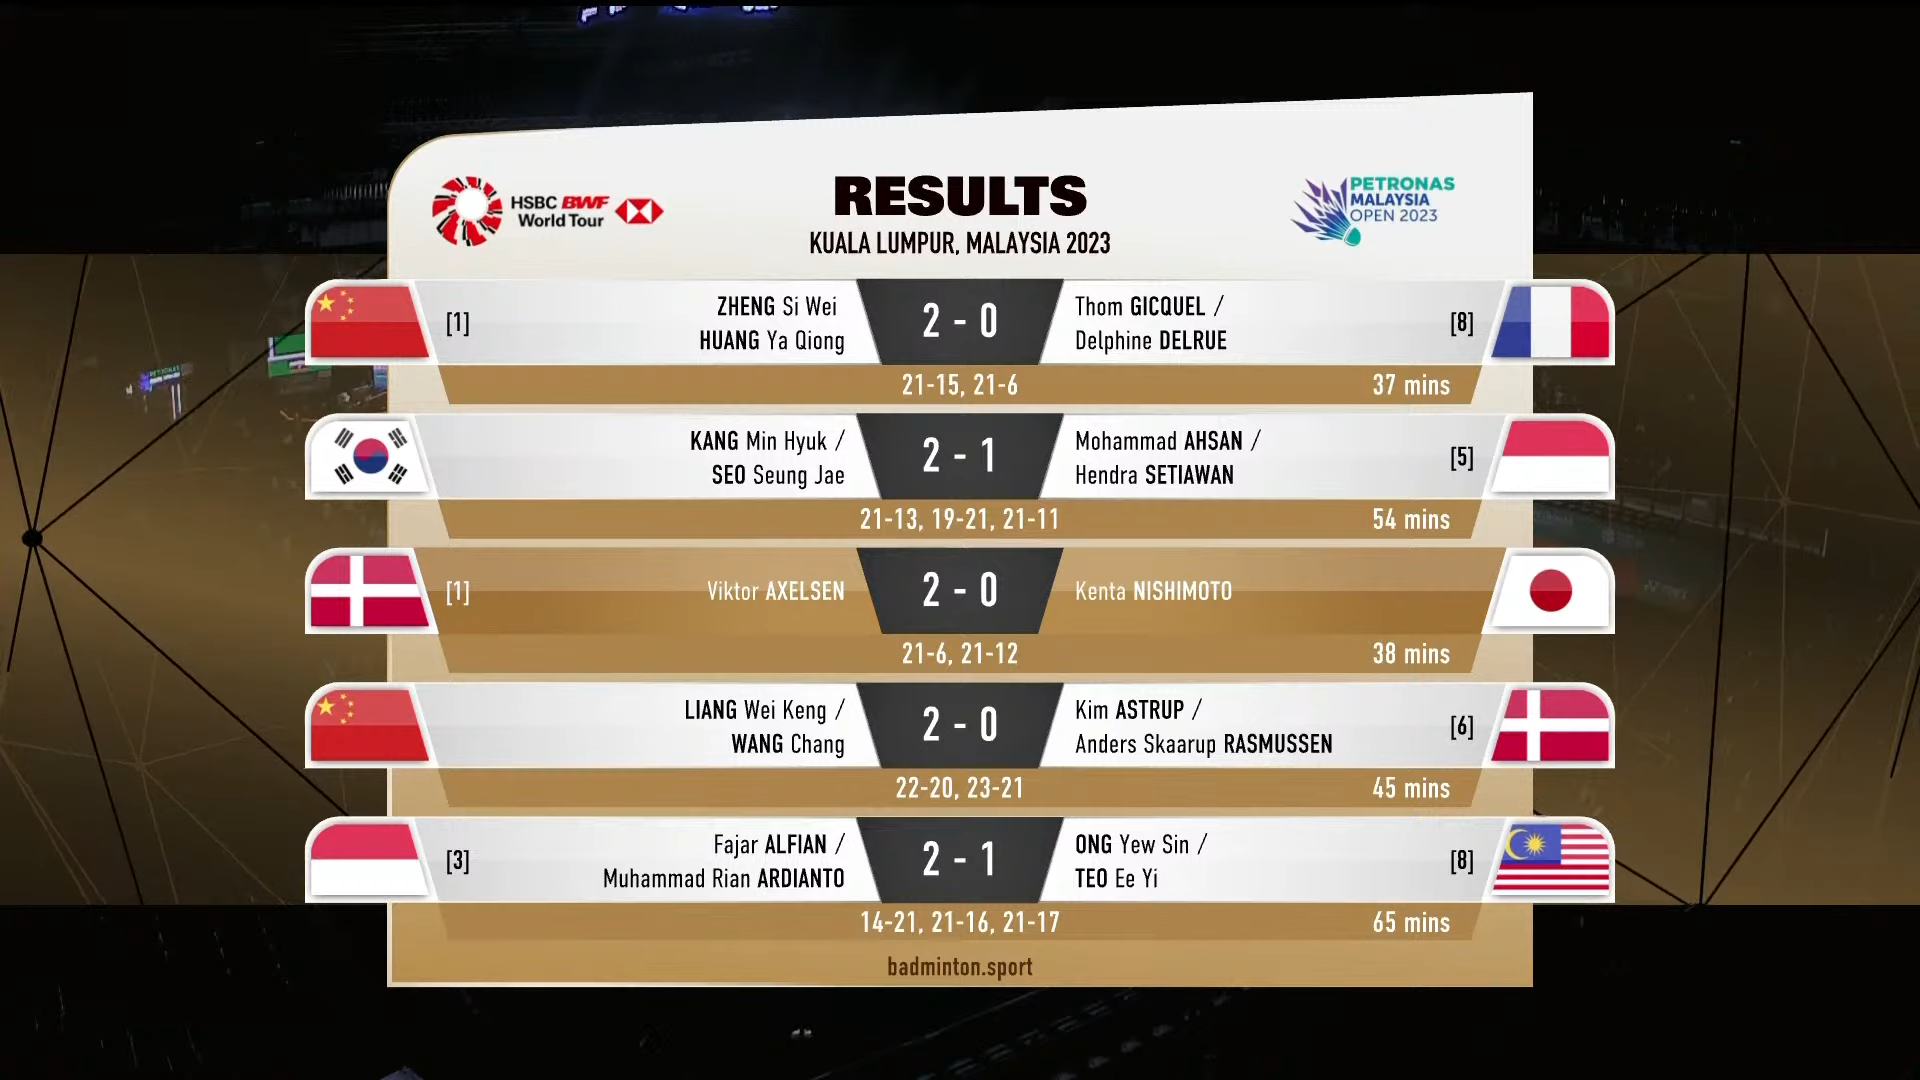 HSBC BWF
World Tour
RESULTS
KUALA LUMPUR, MALAYSIA 2023
PETRONAS
MALAYSIA
OPEN 2023
[1]
ZHENG Si Wei
HUANG Ya Qiong
2 - 0
Thom GICQUEL /
Delphine DELRUE
[8]
21-15, 21-6
37 mins
KANG Min Hyuk /
SEO Seung Jae
2 - 1
Mohammad AHSAN /
Hendra SETIAWAN
[5]
21-13, 19-21, 21-11
54 mins
[1]
Viktor AXELSEN
2 - 0
Kenta NISHIMOTO
21-6, 21-12
38 mins
LIANG Wei Keng /
WANG Chang
2 - 0
Kim ASTRUP /
Anders Skaarup RASMUSSEN
[6]
22-20, 23-21
45 mins
[3]
Fajar ALFIAN /
Muhammad Rian ARDIANTO
2 - 1
ONG Yew Sin /
TEO Ee Yi
[8]
14-21, 21-16, 21-17
65 mins
badminton.sport